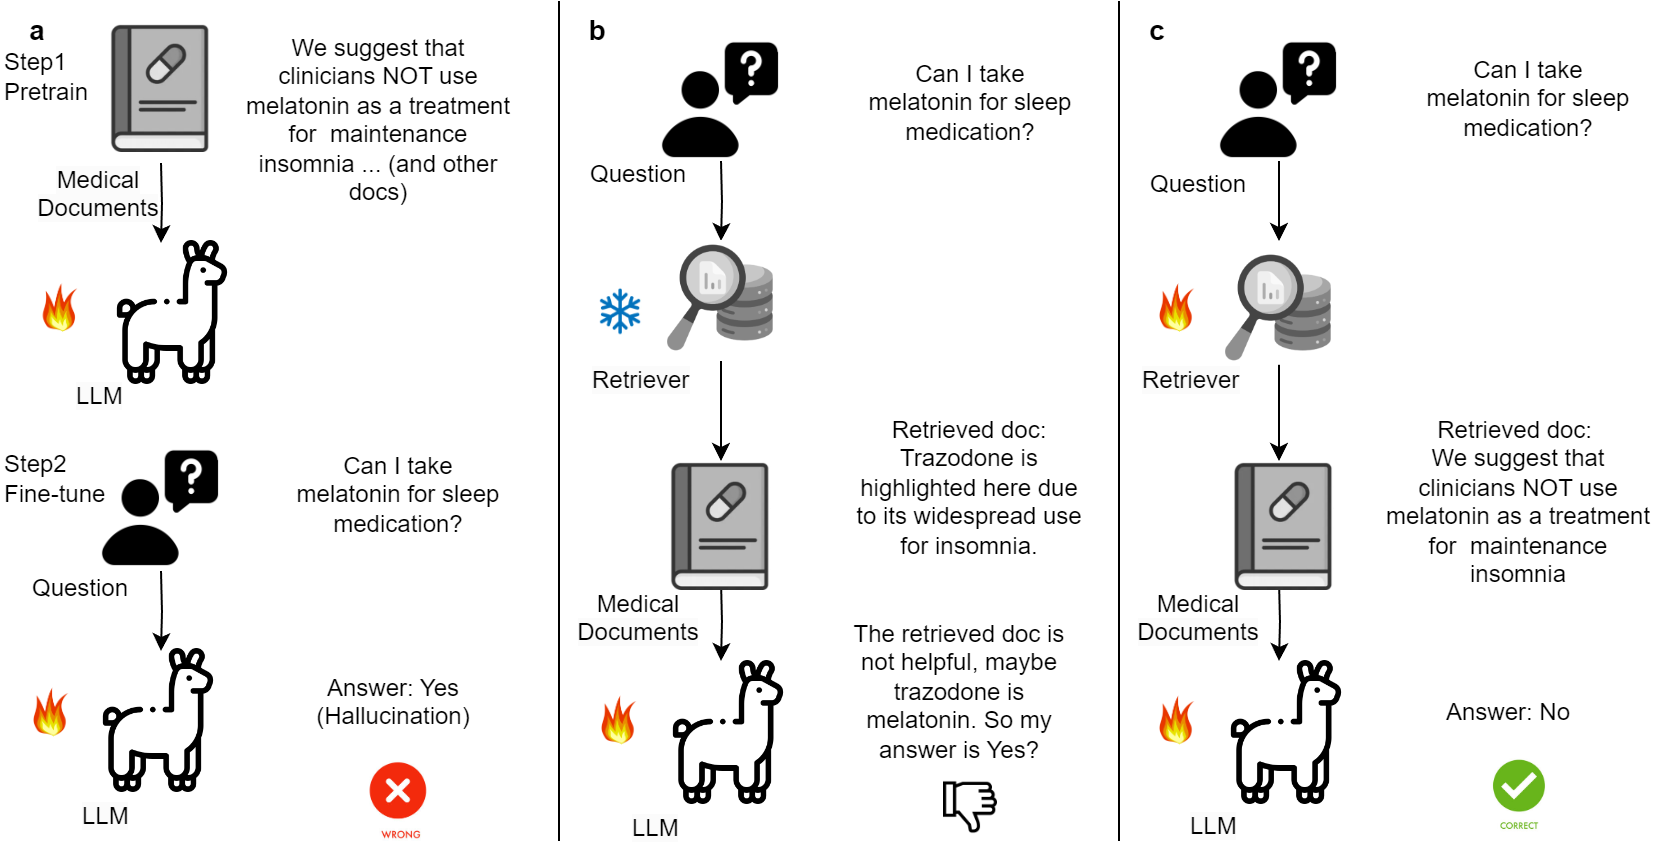 a
Step1
Pretrain
We suggest that
clinicians NOT use
melatonin as a treatment
for maintenance
insomnia ... (and other
docs)
Medical
Documents
LLM
Step2
Fine-tune
Can I take
melatonin for sleep
medication?
Question
Answer: Yes
(Hallucination)
LLM
WRONG
b
Can I take
melatonin for sleep
medication?
Question
Retriever
Retrieved doc:
Trazodone is
highlighted here due
to its widespread use
for insomnia.
Medical
Documents
The retrieved doc is
not helpful, maybe
trazodone is
melatonin. So my
answer is Yes?
LLM
c
Can I take
melatonin for sleep
medication?
Question
Retriever
Retrieved doc:
We suggest that
clinicians NOT use
melatonin as a treatment
for maintenance
insomnia
Medical
Documents
Answer: No
LLM
CORRECT